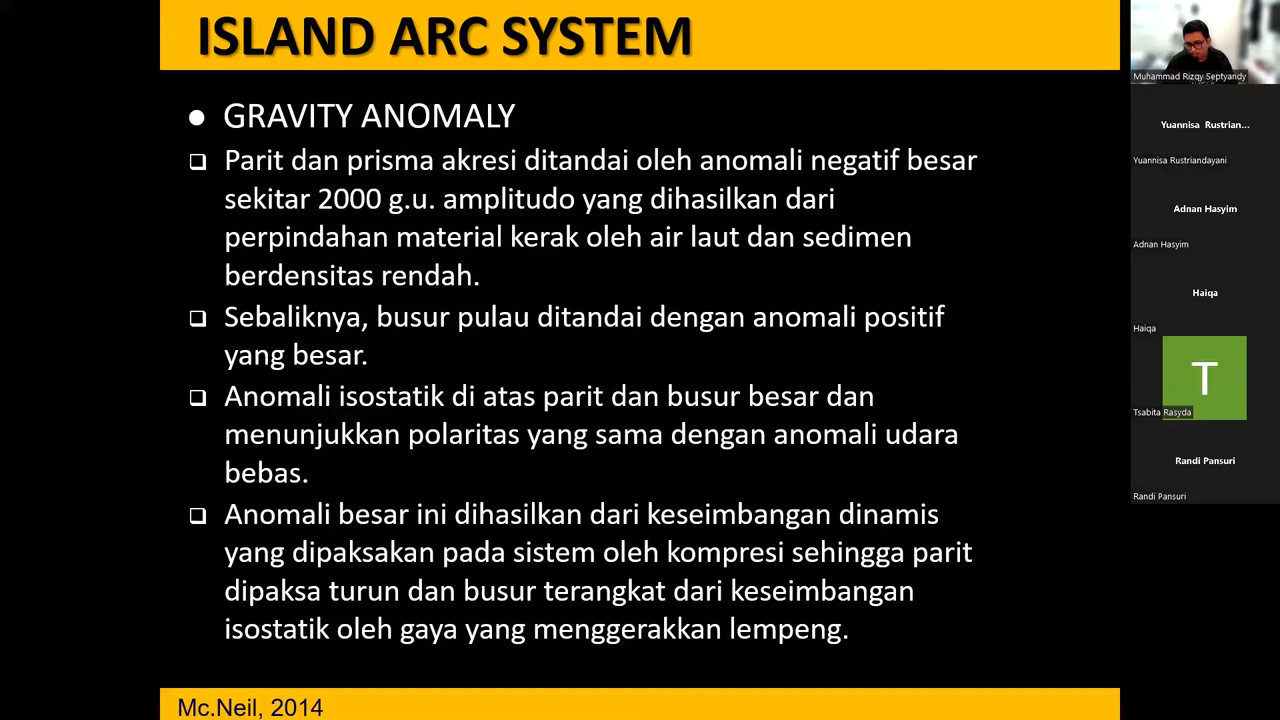 ISLAND ARC SYSTEM
GRAVITY ANOMALY
Parit dan prisma akresi ditandai oleh anomali negatif besar
sekitar 2000 g.u. amplitudo yang dihasilkan dari
perpindahan material kerak oleh air laut dan sedimen
berdensitas rendah.
Sebaliknya, busur pulau ditandai dengan anomali positif
yang besar.
Anomali isostatik di atas parit dan busur besar dan
menunjukkan polaritas yang sama dengan anomali udara
bebas.
Anomali besar ini dihasilkan dari keseimbangan dinamis
yang dipaksakan pada sistem oleh kompresi sehingga parit
dipaksa turun dan busur terangkat dari keseimbangan
isostatik oleh gaya yang menggerakkan lempeng.
Mc.Neil, 2014
Muhammad Rizqy Septyandy
Yuannisa Rustrian...
Yuannisa Rustriandayani
Adnan Hasyim
Adnan Hasyim
Haiqa
Haiqa
T
Tsabita Rasyda
Randi Pansuri
Randi Pansuri